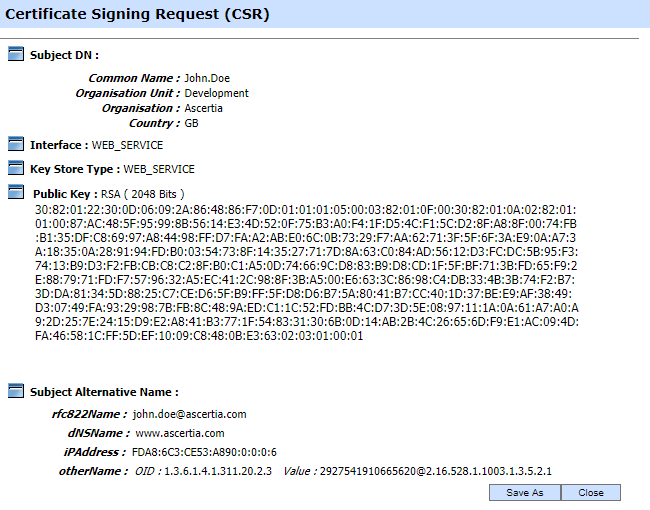 Certificate Signing Request (CSR)
Subject DN :
Common Name : John.Doe
Organisation Unit : Development
Organisation : Ascertia
Country : GB
Interface : WEB_SERVICE
Key Store Type : WEB_SERVICE
Public Key : RSA ( 2048 Bits )
30:82:01:22:30:0D:06:09:2A:86:48:86:F7:0D:01:01:01:05:00:03:82:01:0F:00:30:82:01:0A:02:82:01:
01:00:87:AC:48:5F:95:99:8B:56:14:E3:4D:52:0F:75:B3:A0:F4:1F:D5:4C:F1:5C:D2:8F:A8:8F:00:74:FB
:B1:35:DF:C8:69:97:A8:44:98:FF:D7:FA:A2:AB:E0:6C:0B:73:29:F7:AA:62:71:3F:5F:6F:3A:E9:0A:A7:3
A:18:35:0A:28:91:94:FD:B0:03:54:73:8F:14:35:27:71:7D:8A:63:C0:84:AD:56:12:D3:FC:DC:5B:95:F3:
74:13:B9:D3:F2:FB:CB:C8:C2:8F:B0:C1:A5:0D:74:66:9C:D8:83:B9:D8:CD:1F:5F:BF:71:3B:FD:65:F9:2
E:88:79:71:FD:F7:57:96:32:A5:EC:41:2C:98:8F:3B:A5:00:E6:63:3C:86:98:C4:DB:33:4B:3B:74:F2:B7:
3D:DA:81:34:5D:88:25:C7:CE:D6:5F:B9:FF:5F:D8:D6:B7:5A:80:41:B7:CC:40:1D:37:BE:E9:AF:38:49:
D3:07:49:FA:93:29:98:7B:FB:8C:48:9A:ED:C1:1C:52:FD:BB:4C:D7:3D:5E:08:97:11:1A:0A:61:A7:A0:A
9:2D:25:7E:24:15:D9:E2:A8:41:B3:77:1F:54:83:31:30:6B:0D:14:AB:2B:4C:26:65:6D:F9:E1:AC:09:4D:
FA:46:58:1C:FF:5D:EF:10:09:C8:48:0B:E3:63:02:03:01:00:01
Subject Alternative Name :
rfc822Name : john.doe@ascertia.com
dNSName : www.ascertia.com
iPAddress : FDA8:6C3:CE53:A890:0:0:0:6
otherName : OID : 1.3.6.1.4.1.311.20.2.3 Value : 2927541910665620@2.16.528.1.1003.1.3.5.2.1
Save As Close